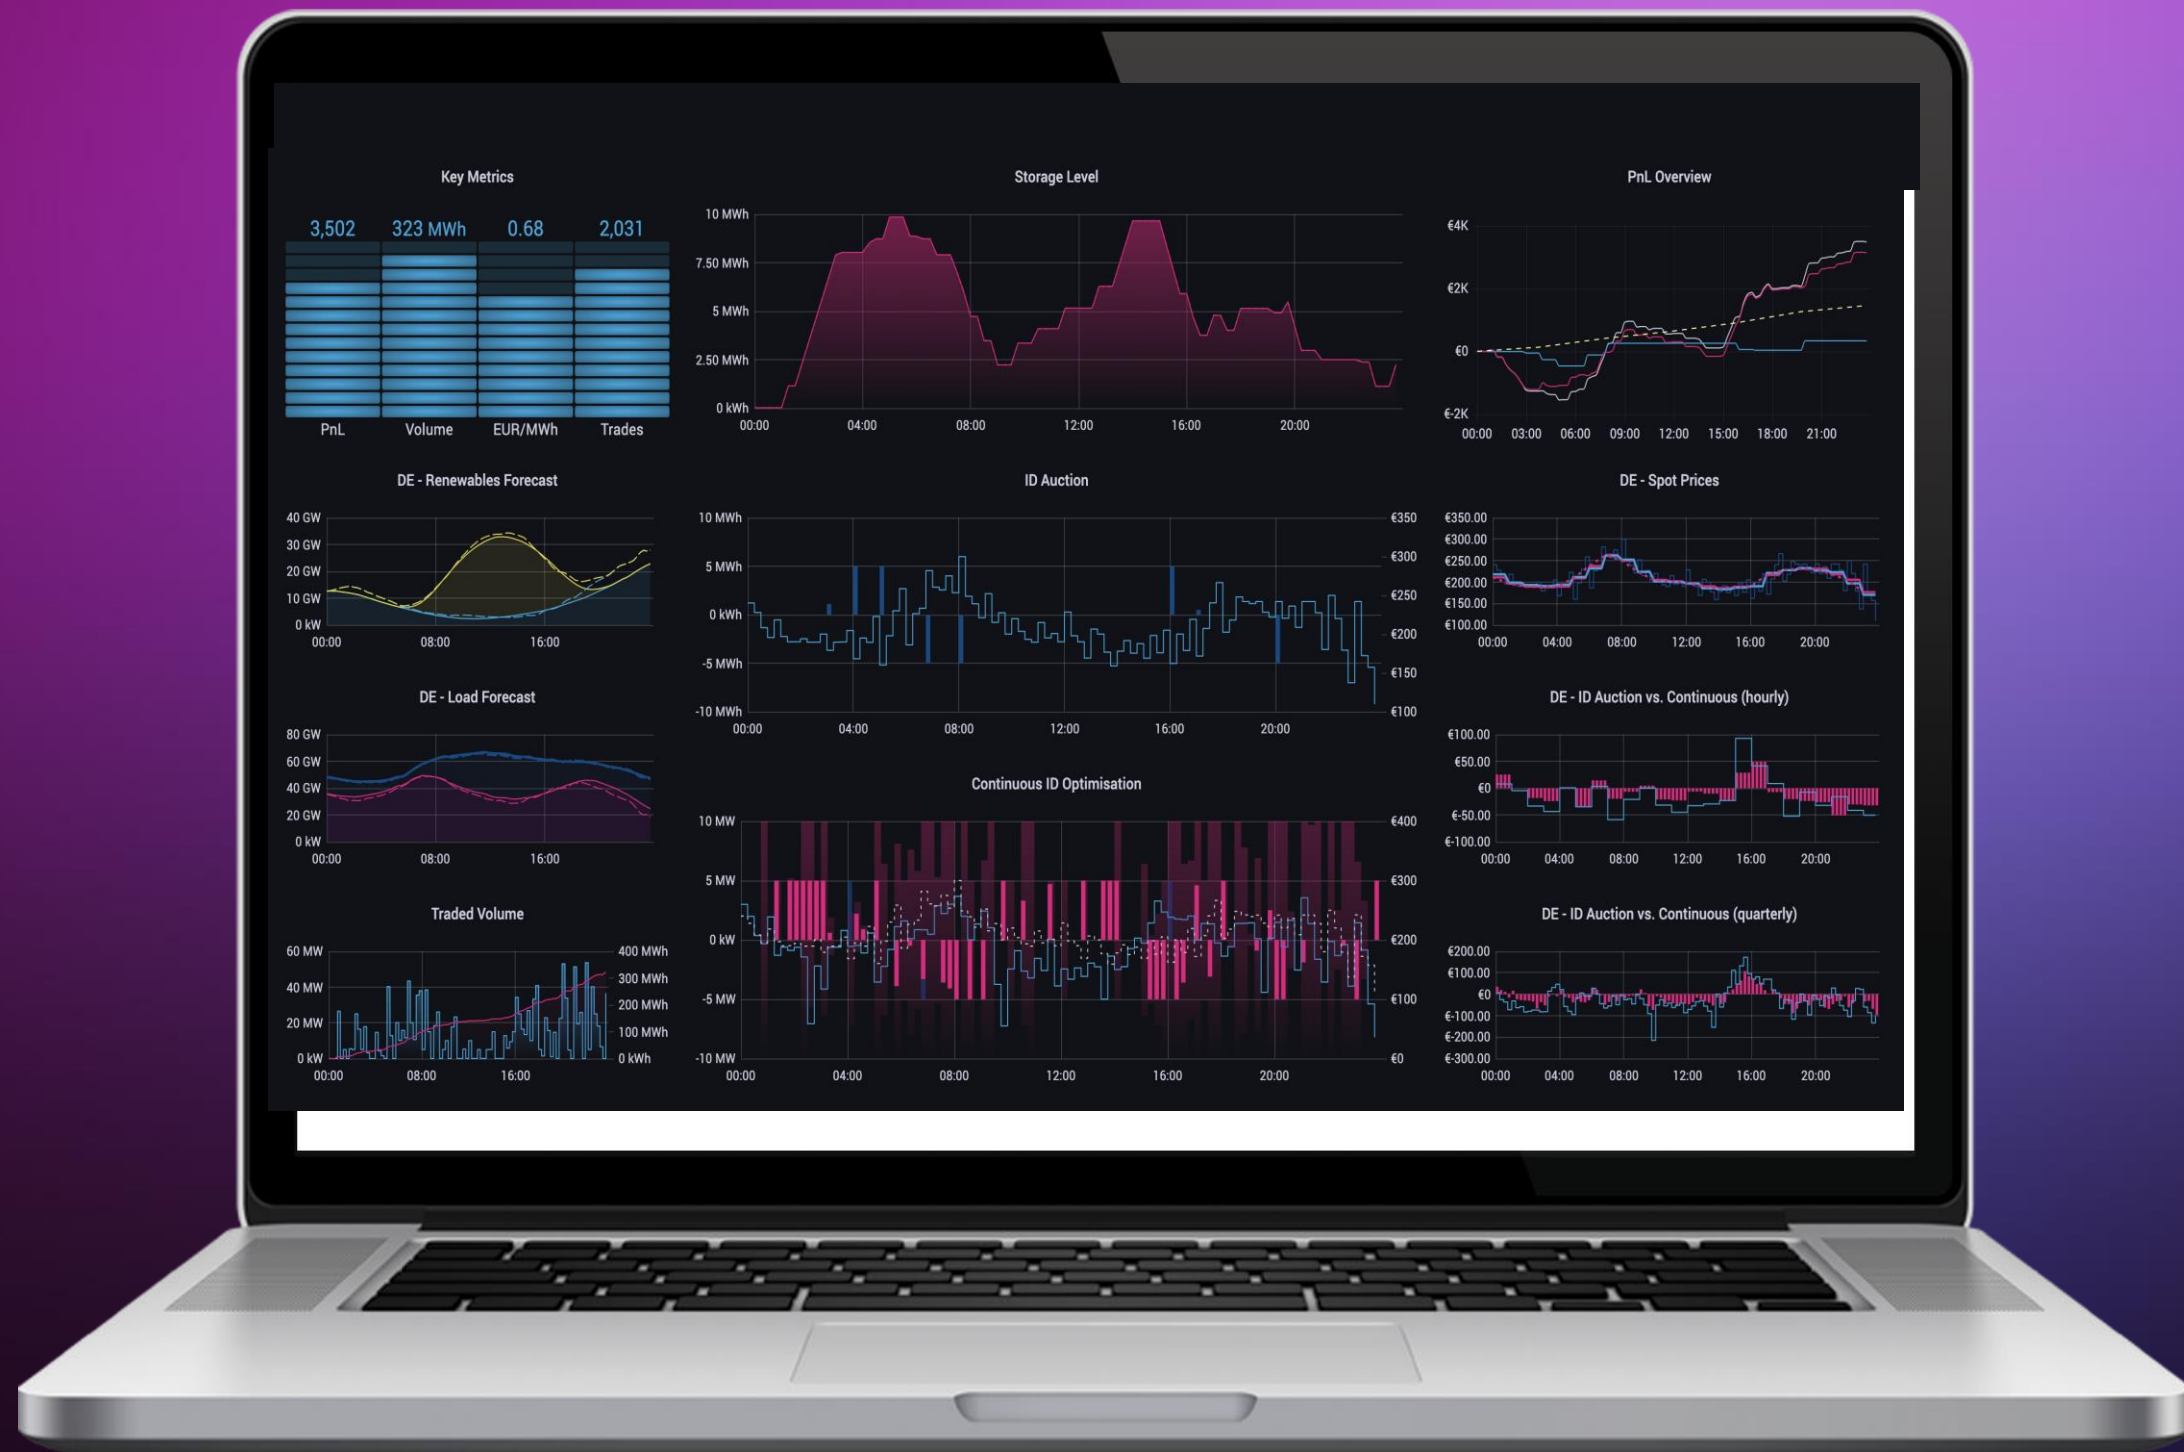 Key Metrics
3,502 323 MWh 0.68 2,031
PnL Volume EUR/MWh Trades
Storage Level
10 MWh
7.50 MWh
5 MWh
2.50 MWh
0 kWh
00:00 04:00 08:00 12:00 16:00 20:00
PnL Overview
€4K
€2K
€0
€-2K
00:00 03:00 06:00 09:00 12:00 15:00 18:00 21:00
DE - Renewables Forecast
40 GW
30 GW
20 GW
10 GW
0 kW
00:00 08:00 16:00
ID Auction
10 MWh €350
€300
5 MWh
€250
0 kWh
€200
-5 MWh
€150
-10 MWh €100
00:00 04:00 08:00 12:00 16:00 20:00
DE - Spot Prices
€350.00
€300.00
€250.00
€200.00
€150.00
€100.00
00:00 04:00 08:00 12:00 16:00 20:00
DE - Load Forecast
80 GW
60 GW
40 GW
20 GW
0 kW
00:00 08:00 16:00
DE - ID Auction vs. Continuous (hourly)
€100.00
€50.00
€0
€-50.00
€-100.00
00:00 04:00 08:00 12:00 16:00 20:00
Continuous ID Optimisation
10 MW €400
5 MW €300
0 kW €200
-5 MW €100
-10 MW €0
00:00 04:00 08:00 12:00 16:00 20:00
Traded Volume
60 MW 400 MWh
300 MWh
40 MW
200 MWh
20 MW
100 MWh
0 kW 0 kWh
00:00 08:00 16:00
DE - ID Auction vs. Continuous (quarterly)
€200.00
€100.00
€0
€-100.00
€-200.00
€-300.00
00:00 04:00 08:00 12:00 16:00 20:00